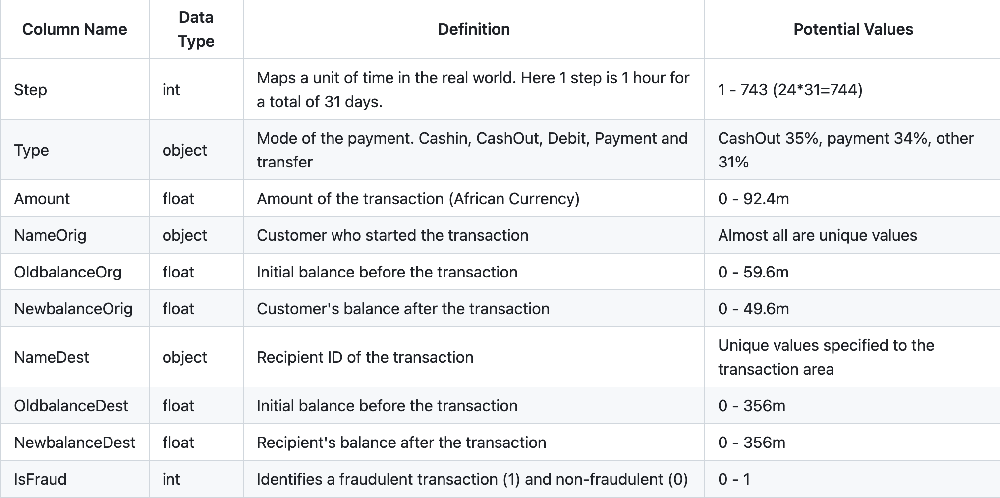 Column Name
Data
Type
Definition
Potential Values
Step
int
Maps a unit of time in the real world. Here 1 step is 1 hour for
a total of 31 days.
1 - 743 (24*31=744)
Type
object
Mode of the payment. Cashin, CashOut, Debit, Payment and
transfer
CashOut 35%, payment 34%, other
31%
Amount
float
Amount of the transaction (African Currency)
0 - 92.4m
NameOrig
object
Customer who started the transaction
Almost all are unique values
OldbalanceOrg
float
Initial balance before the transaction
0 - 59.6m
NewbalanceOrig
float
Customer's balance after the transaction
0 - 49.6m
NameDest
object
Recipient ID of the transaction
Unique values specified to the
transaction area
OldbalanceDest
float
Initial balance before the transaction
0 - 356m
NewbalanceDest
float
Recipient's balance after the transaction
0 - 356m
IsFraud
int
Identifies a fraudulent transaction (1) and non-fraudulent (0)
0 - 1